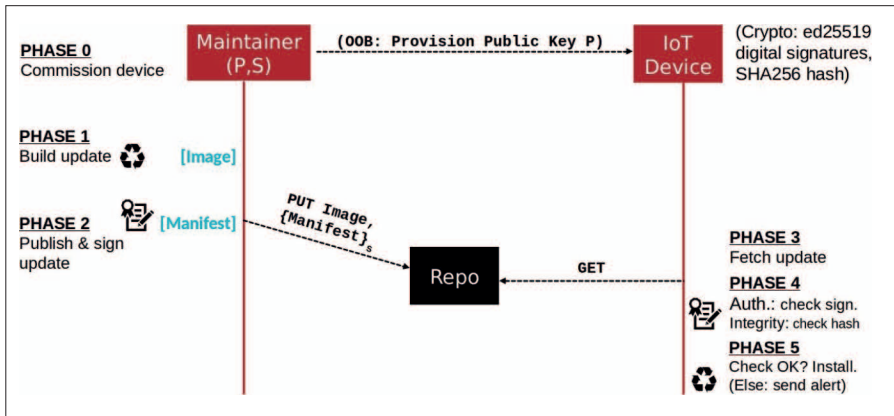 PHASE 0
Commission device
Maintainer
(P,S)
(OOB: Provision Public Key P)
IoT
Device
(Crypto: ed25519
digital signatures,
SHA256 hash)
PHASE 1
Build update
[Image]
PHASE 2
Publish & sign
update
[Manifest]
PUT Image,
{Manifest}s
Repo
GET
PHASE 3
Fetch update
PHASE 4
Auth.: check sign.
Integrity: check hash
PHASE 5
Check OK? Install.
(Else: send alert)